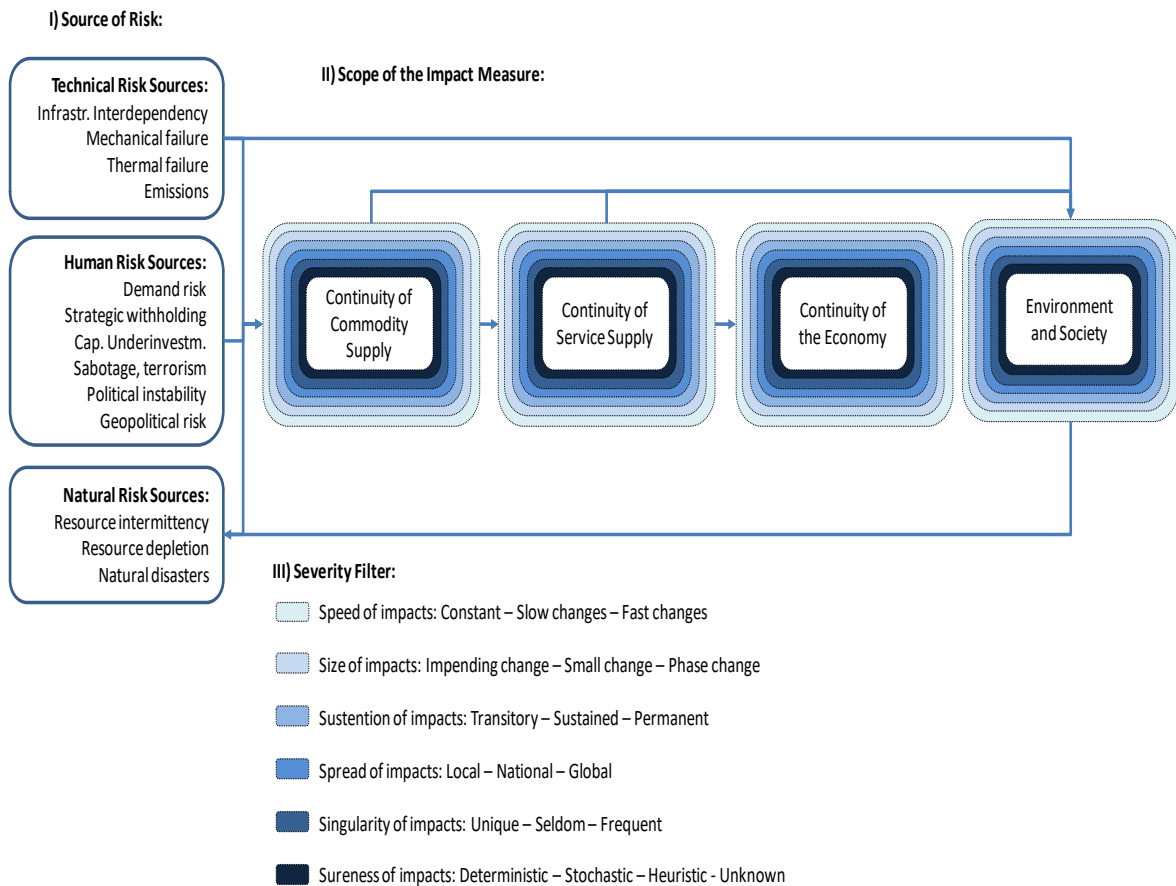 I) Source of Risk:
Technical Risk Sources:
Infrastr. Interdependency
Mechanical failure
Thermal failure
Emissions
Human Risk Sources:
Demand risk
Strategic withholding
Cap. Underinvestm.
Sabotage, terrorism
Political instability
Geopolitical risk
Natural Risk Sources:
Resource intermittency
Resource depletion
Natural disasters
II) Scope of the Impact Measure:
Continuity of
Commodity
Supply
Continuity of
Service Supply
Continuity of
the Economy
Environment
and Society
III) Severity Filter:
Speed of impacts: Constant – Slow changes – Fast changes
Size of impacts: Impending change – Small change – Phase change
Sustention of impacts: Transitory – Sustained – Permanent
Spread of impacts: Local – National – Global
Singularity of impacts: Unique – Seldom – Frequent
Sureness of impacts: Deterministic – Stochastic – Heuristic - Unknown